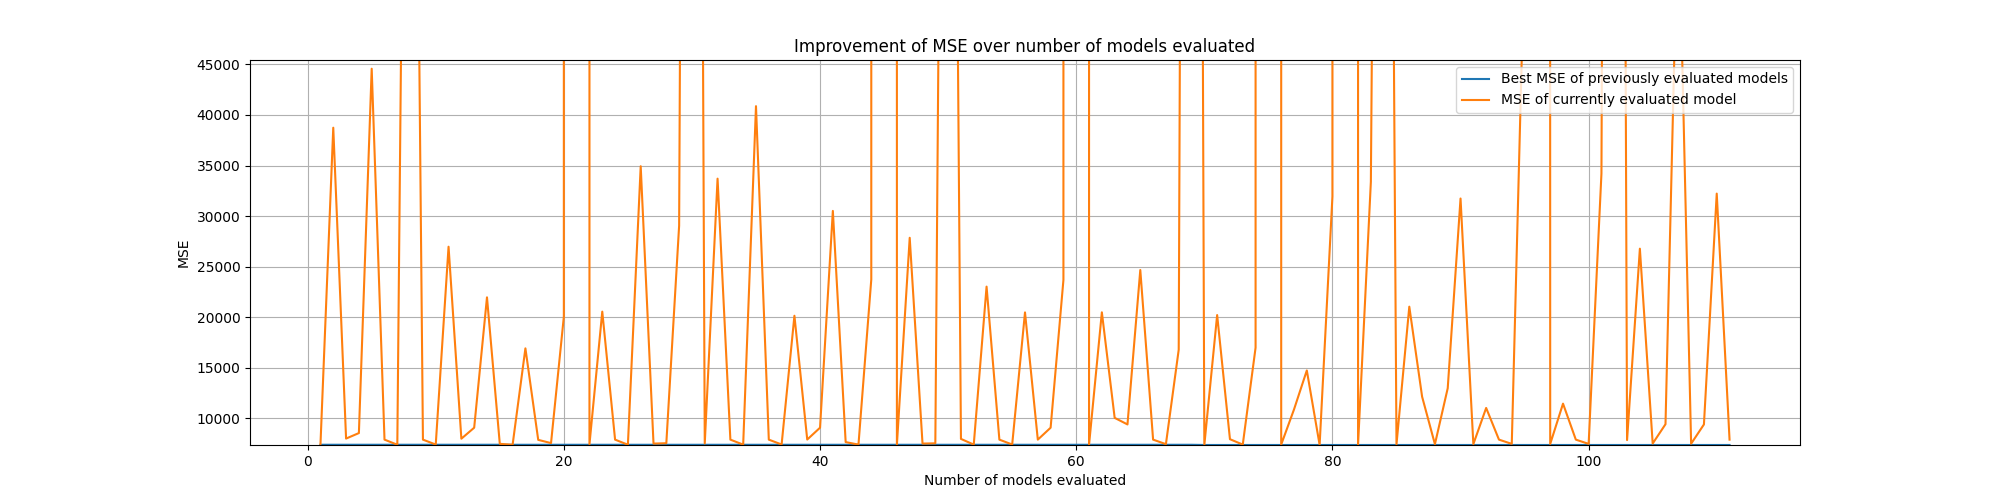 Improvement of MSE over number of models evaluated
45000
40000
35000
30000
25000
20000
15000
10000
MSE
Best MSE of previously evaluated models
MSE of currently evaluated model
0 20 40 60 80 100
Number of models evaluated